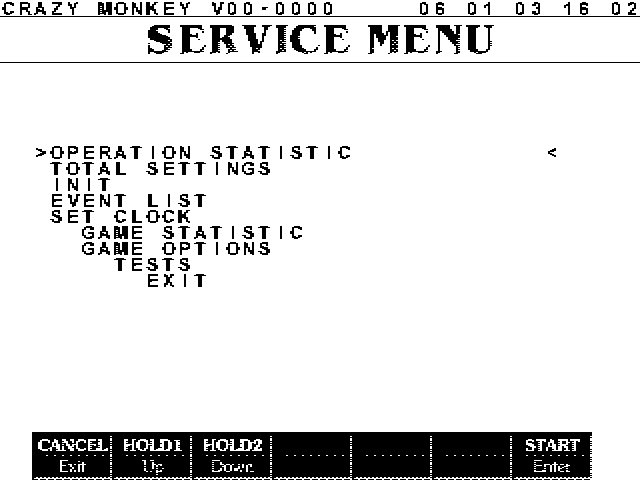 CRAZY MONKEY V00-0000 06 01 03 16 02
SERVICE MENU
>OPERATION STATISTIC <
TOTAL SETTINGS
INIT
EVENT LIST
SET CLOCK
GAME STATISTIC
GAME OPTIONS
TESTS
EXIT
CANCEL HOLD1 HOLD2 START
Exit Up Down Enter